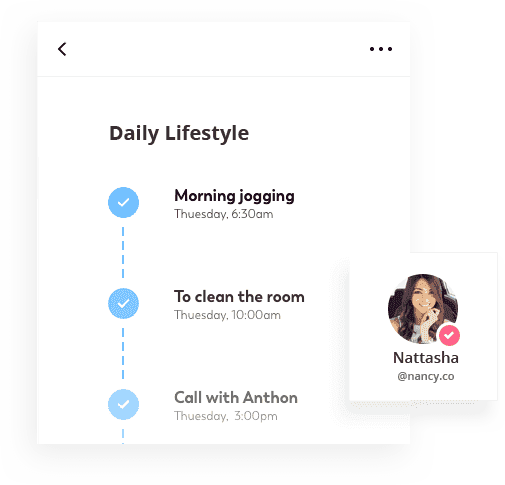 Daily Lifestyle
Morning jogging
Thuesday, 6:30am
To clean the room
Thuesday, 10:00am
Call with Anthon
Thuesday, 3:00pm
Nattasha
@nancy.co